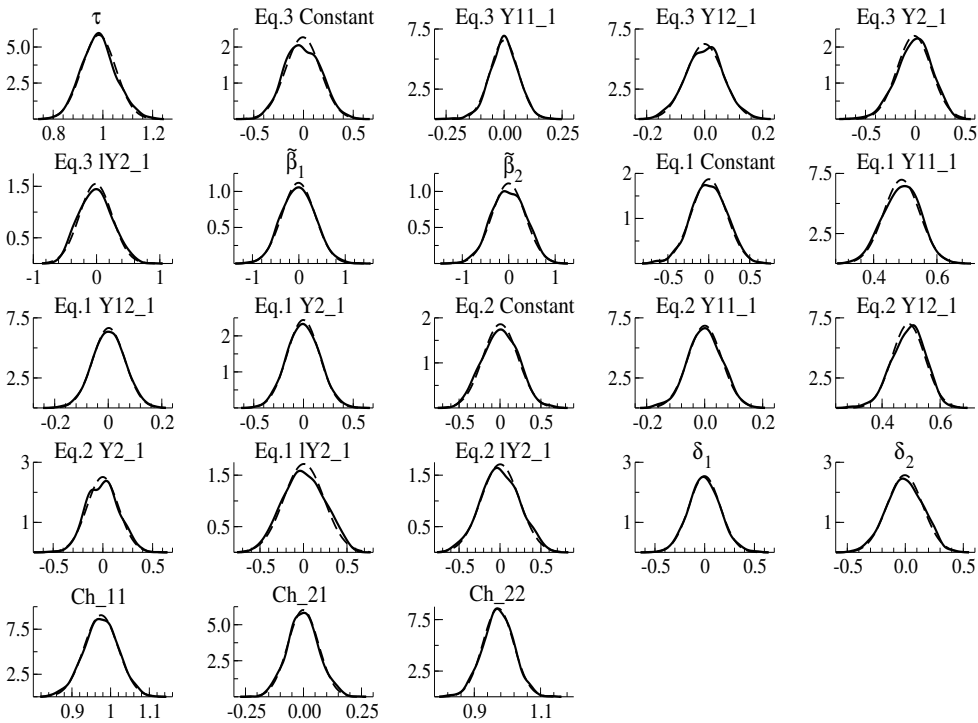 τ Eq.3 Constant Eq.3 Y11_1 Eq.3 Y12_1 Eq.3 Y2_1
5.0 2 7.5 7.5 2
2.5 1 2.5 2.5 1
0.8 1 1.2 -0.5 0 0.5 -0.25 0.00 0.25 -0.2 0.0 0.2 -0.5 0 0.5
Eq.3 lY2_1 β̃1 β̃2 Eq.1 Constant Eq.1 Y11_1
1.5 1.0 1.0 2 7.5
0.5 0.5 0.5 1 2.5
-1 0 1 -1 0 1 -1 0 1 -0.5 0 0.5 0.4 0.6
Eq.1 Y12_1 Eq.1 Y2_1 Eq.2 Constant Eq.2 Y11_1 Eq.2 Y12_1
7.5 2 2 7.5 7.5
2.5 1 1 2.5 2.5
-0.2 0 0.2 -0.5 0 0.5 -0.5 0 0.5 -0.2 0.0 0.2 0.4 0.6
Eq.2 Y2_1 Eq.1 lY2_1 Eq.2 lY2_1 δ1 δ2
3 1.5 1.5 3 3
1 0.5 0.5 1 1
-0.5 0 0.5 -0.5 0 0.5 -0.5 0 0.5 -0.5 0 0.5 -0.5 0.0 0.5
Ch_11 Ch_21 Ch_22
7.5 5.0 7.5
2.5 2.5 2.5
0.9 1 1.1 -0.25 0.00 0.25 0.9 1.1